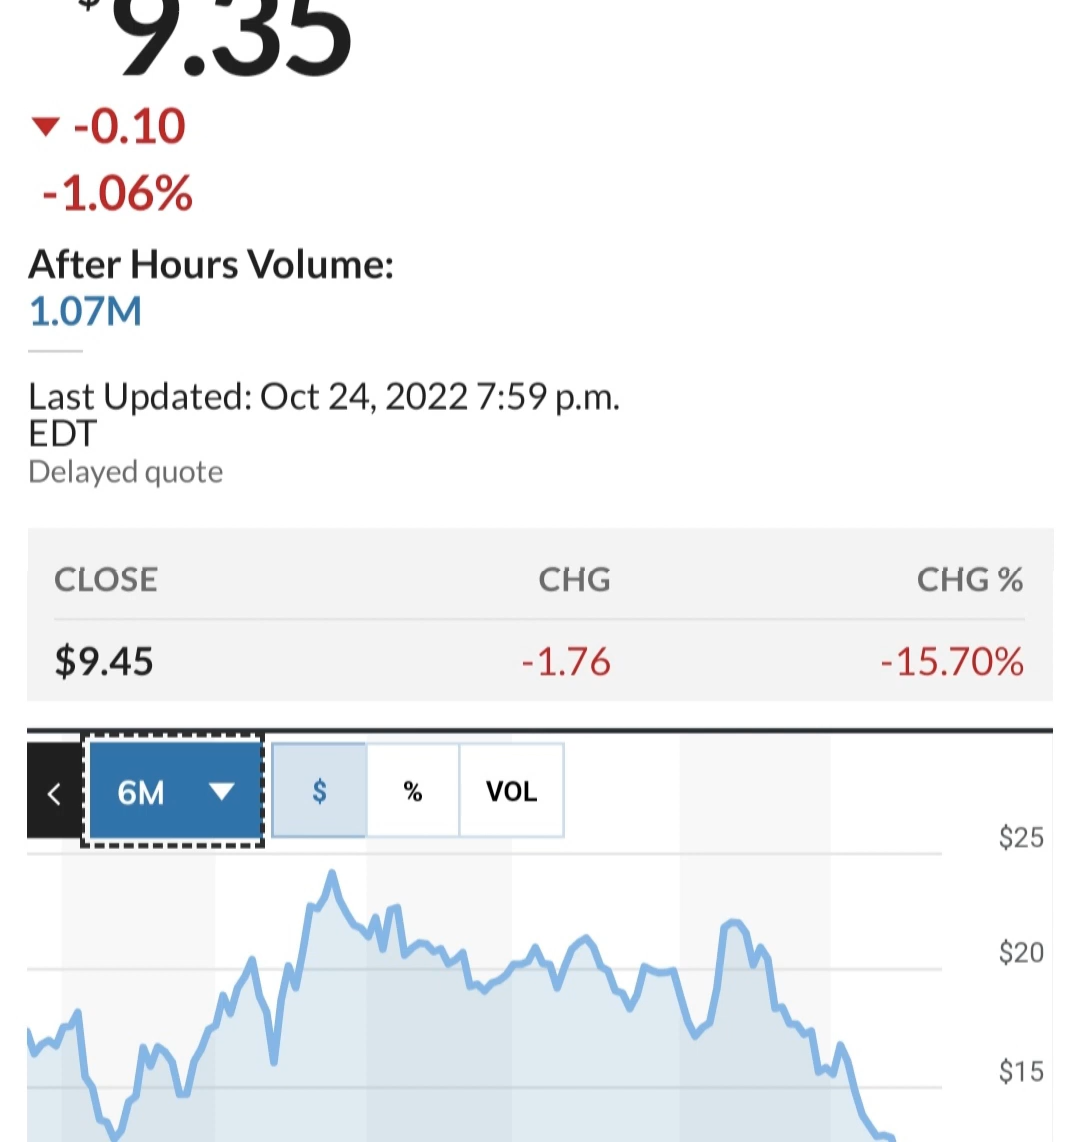 $9.35
-0.10
-1.06%
After Hours Volume:
1.07M
Last Updated: Oct 24, 2022 7:59 p.m.
EDT
Delayed quote
CLOSE CHG CHG %
$9.45 -1.76 -15.70%
6M $ % VOL
$25
$20
$15